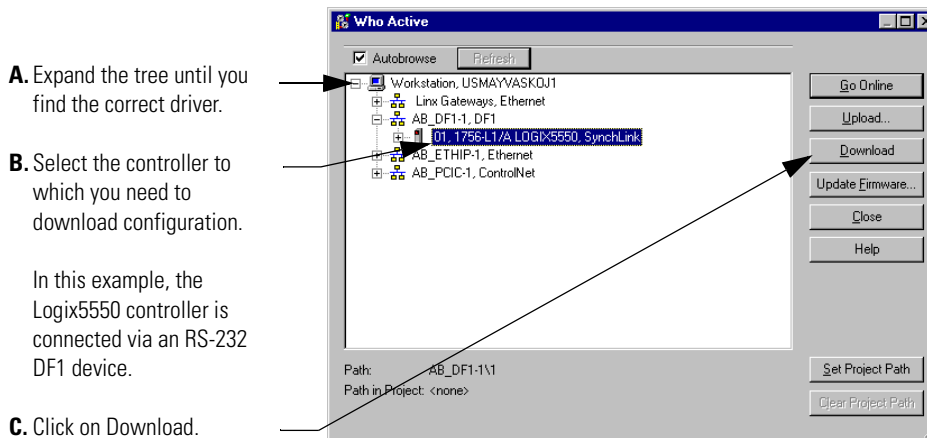 Who Active
Autobrowse
Refresh
A. Expand the tree until you
find the correct driver.
B. Select the controller to
which you need to
download configuration.
In this example, the
Logix5550 controller is
connected via an RS-232
DF1 device.
C. Click on Download.
Workstation, USMAYVASKOJ1
Linx Gateways, Ethernet
AB_DF1-1, DF1
01, 1756-L1/A LOGIX5550, SynchLink
AB_ETHIP-1, Ethernet
AB_PCIC-1, ControlNet
Go Online
Upload...
Download
Update Firmware...
Close
Help
Path: AB_DF1-1\1
Path in Project: <none>
Set Project Path
Clear Project Path